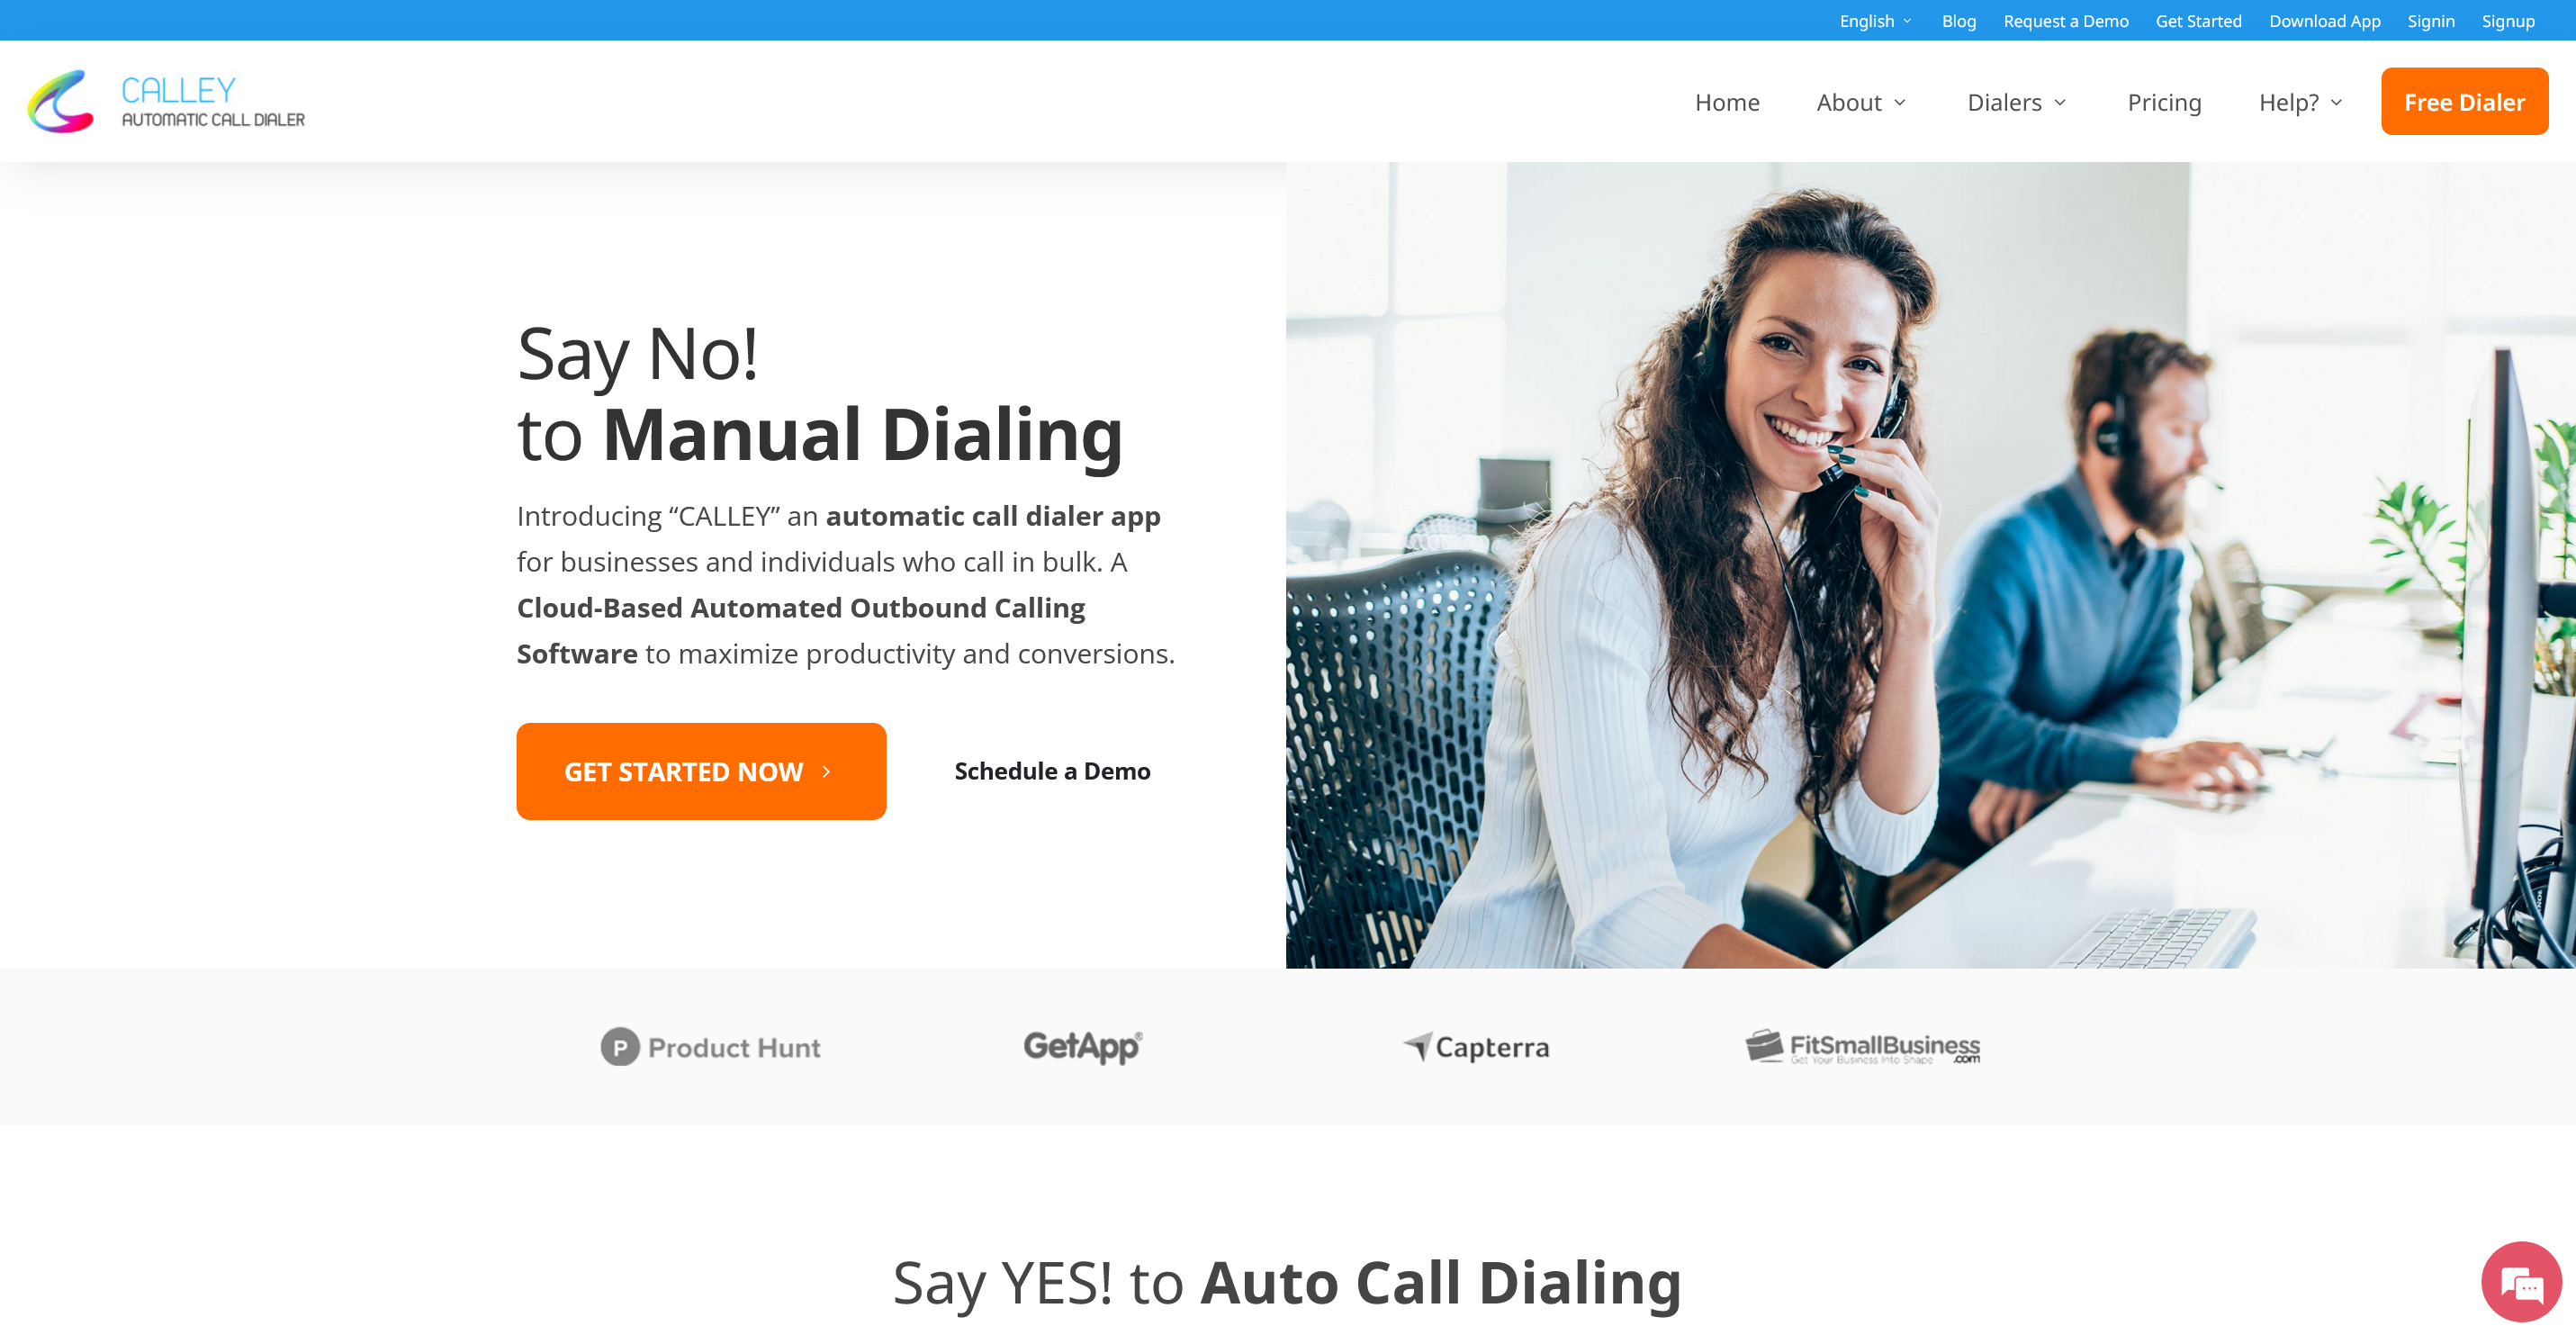 English Blog Request a Demo Get Started Download App Signin Signup
CALLEY
AUTOMATIC CALL DIALER
Home About Dialers Pricing Help? Free Dialer
Say No!
to Manual Dialing
Introducing “CALLEY” an automatic call dialer app
for businesses and individuals who call in bulk. A
Cloud-Based Automated Outbound Calling
Software to maximize productivity and conversions.
GET STARTED NOW
Schedule a Demo
P Product Hunt
GetApp®
Capterra
FitSmallBusiness
Get Your Business Into Shape .com
Say YES! to Auto Call Dialing